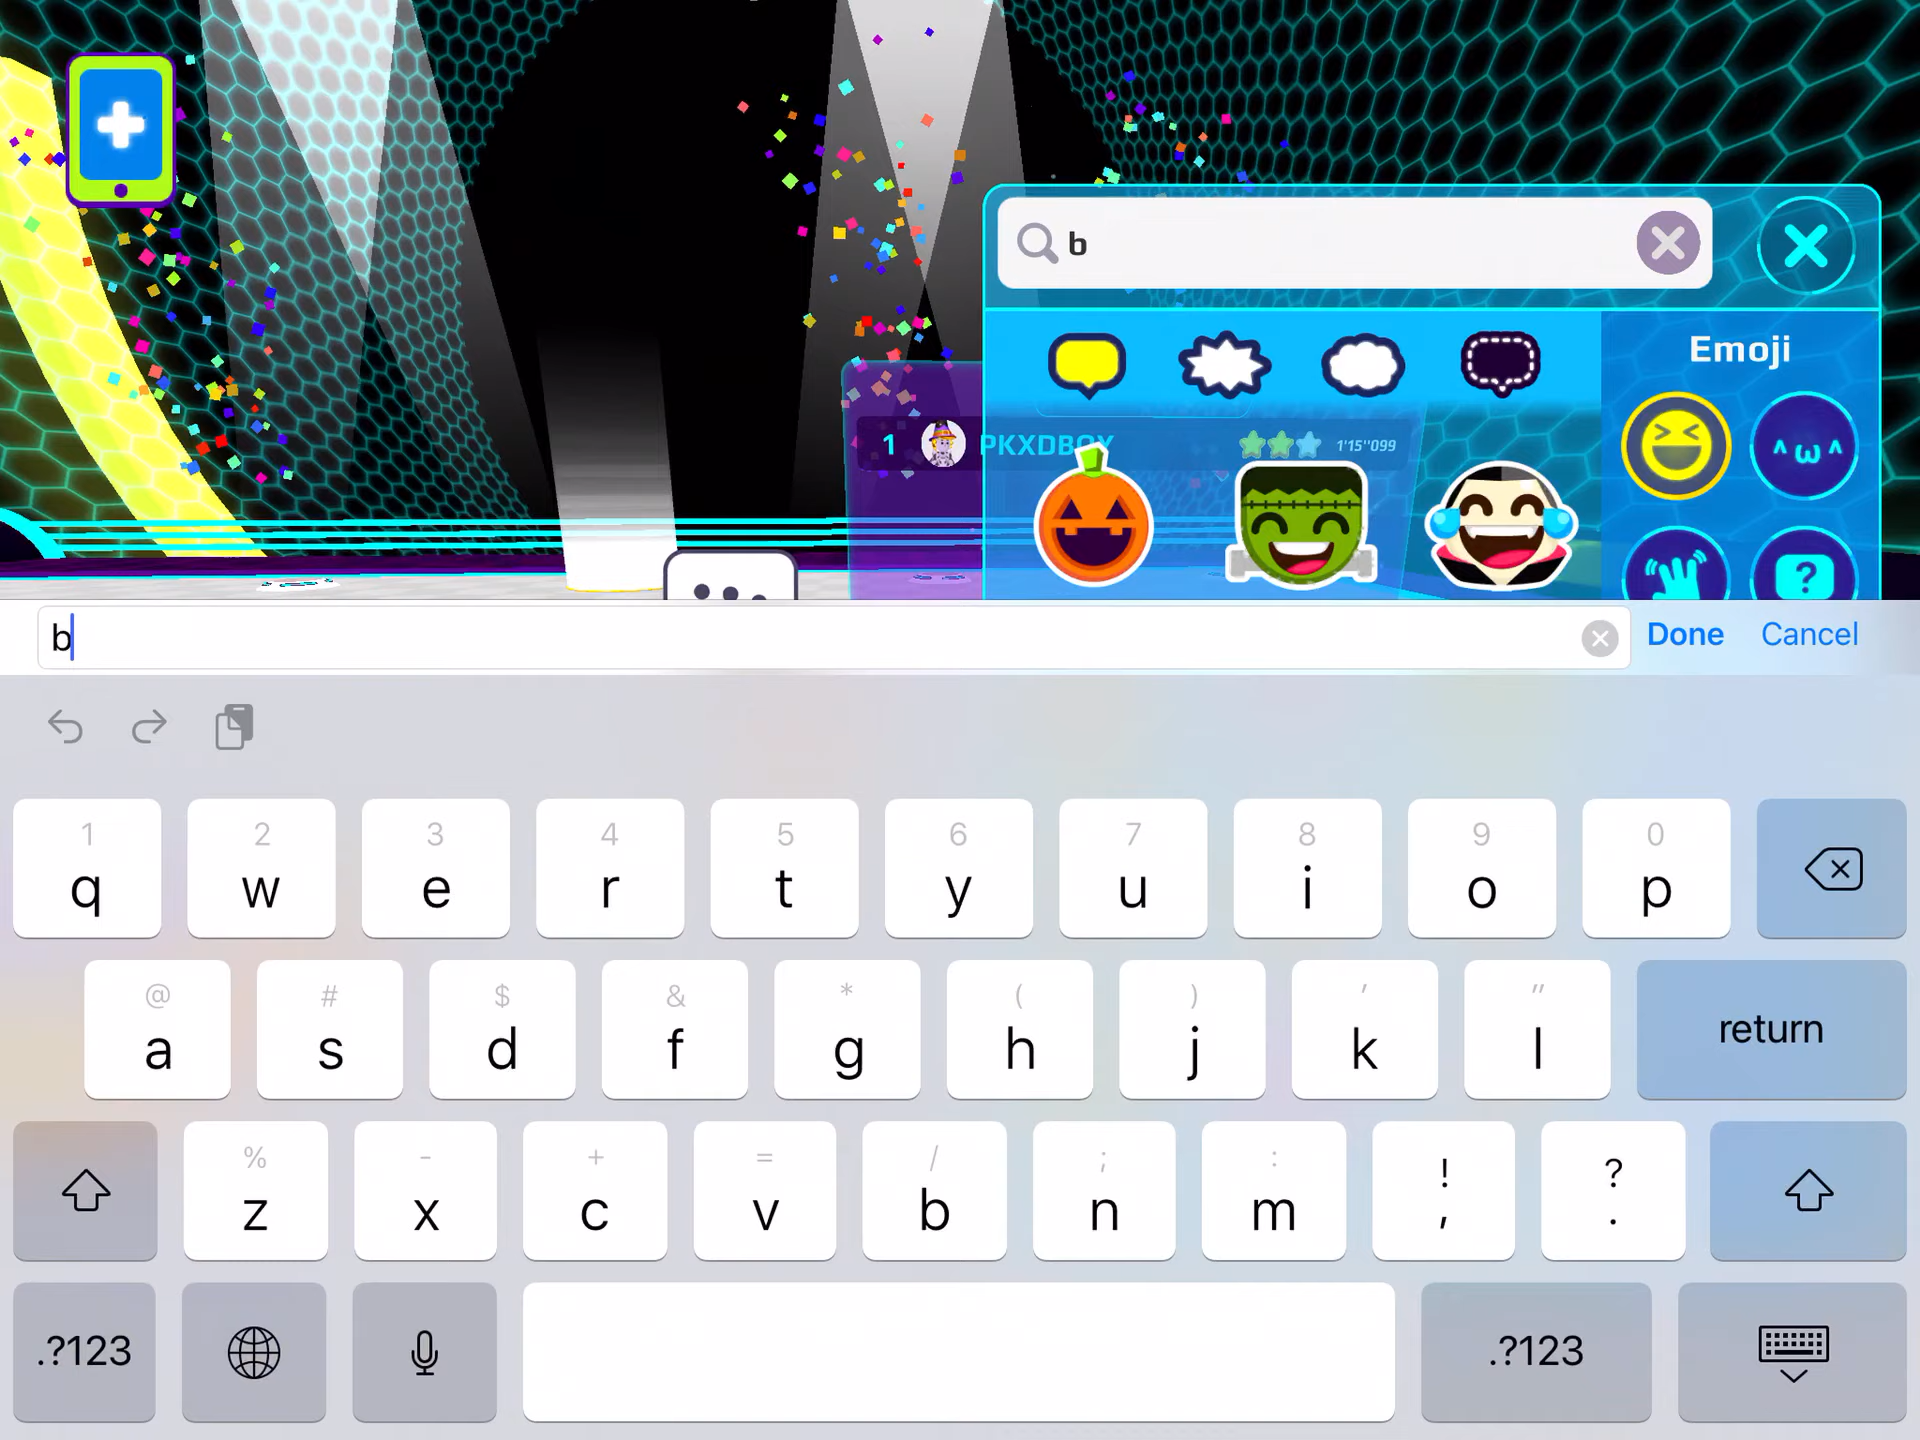 b
Emoji
1 PKXDBOY 1'15"099
^ω^
?
b
Done Cancel
1 2 3 4 5 6 7 8 9 0
q w e r t y u i o p
@ # $ & * ( ) ' "
a s d f g h j k l return
% - + = / ; : ! ?
z x c v b n m , .
.?123 .?123